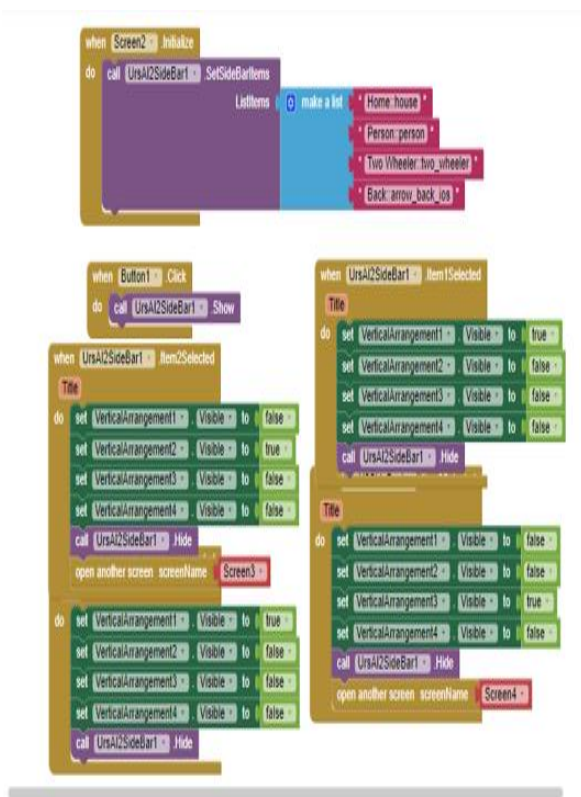 when Screen2 .Initialize
do call UrsAI2SideBar1 .SetSideBarItems
ListItems make a list " Home:house "
" Person:person "
" Two Wheeler:two_wheeler "
" Back:arrow_back_ios "
when Button1 .Click
do call UrsAI2SideBar1 .Show
when UrsAI2SideBar1 .Item1Selected
Title
do set VerticalArrangement1 . Visible to true
set VerticalArrangement2 . Visible to false
set VerticalArrangement3 . Visible to false
set VerticalArrangement4 . Visible to false
call UrsAI2SideBar1 .Hide
when UrsAI2SideBar1 .Item2Selected
Title
do set VerticalArrangement1 . Visible to false
set VerticalArrangement2 . Visible to true
set VerticalArrangement3 . Visible to false
set VerticalArrangement4 . Visible to false
call UrsAI2SideBar1 .Hide
open another screen screenName Screen3
do set VerticalArrangement1 . Visible to true
set VerticalArrangement2 . Visible to false
set VerticalArrangement3 . Visible to false
set VerticalArrangement4 . Visible to false
call UrsAI2SideBar1 .Hide
Title
do set VerticalArrangement1 . Visible to false
set VerticalArrangement2 . Visible to false
set VerticalArrangement3 . Visible to true
set VerticalArrangement4 . Visible to false
call UrsAI2SideBar1 .Hide
open another screen screenName Screen4